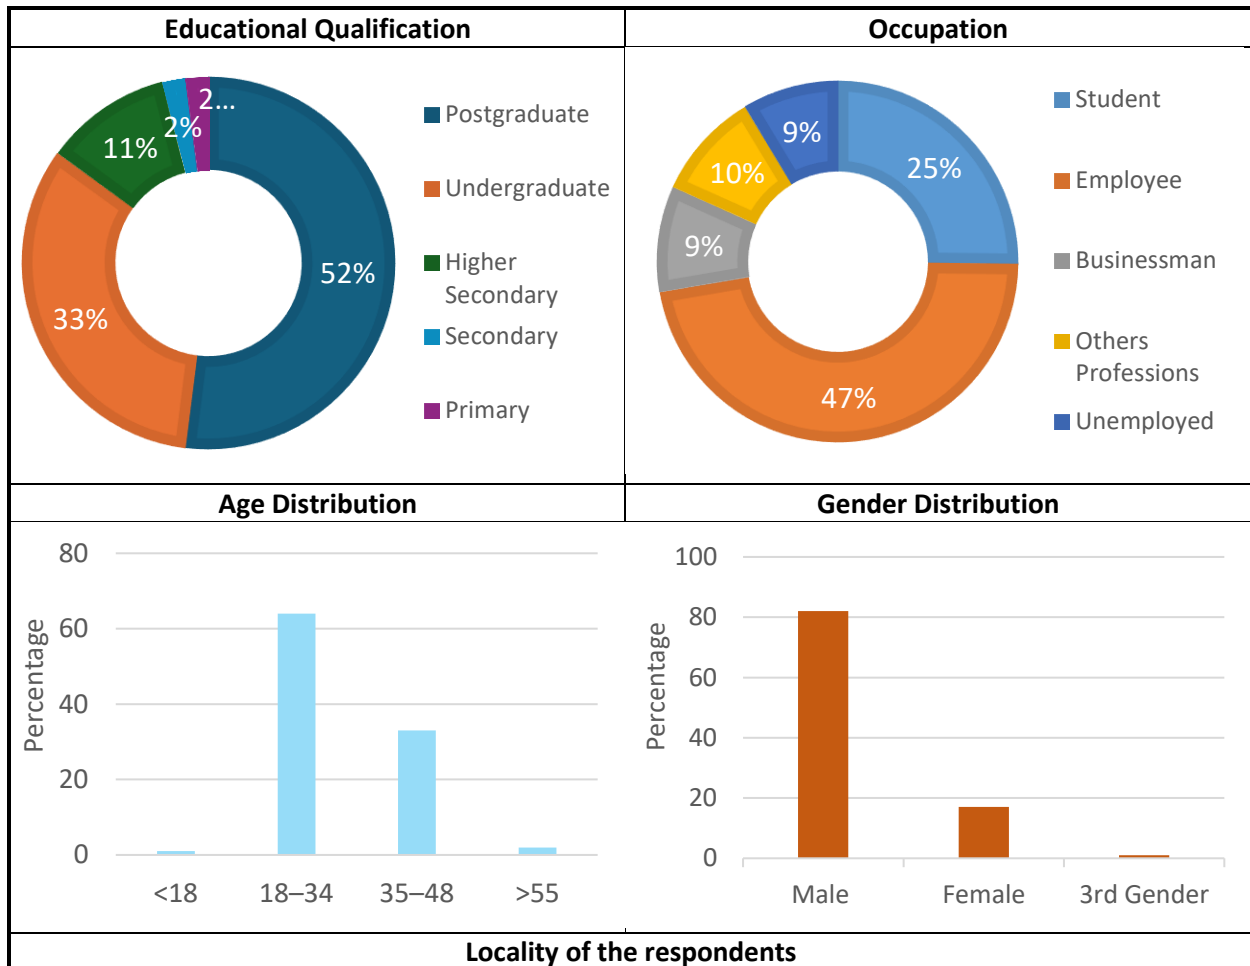 Educational Qualification
2...
2%
11%
33%
52%
Postgraduate
Undergraduate
Higher
Secondary
Secondary
Primary
Occupation
9%
10%
9%
25%
47%
Student
Employee
Businessman
Others
Professions
Unemployed
Age Distribution
Percentage
80
60
40
20
0
<18
18–34
35–48
>55
Gender Distribution
Percentage
100
80
60
40
20
0
Male
Female
3rd Gender
Locality of the respondents